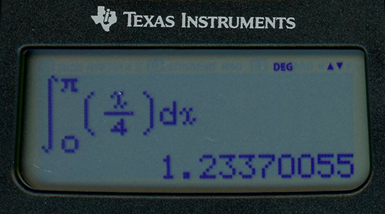 TEXAS INSTRUMENTS
DEG ▲▼
∫₀^π (x/4)dx
1.23370055